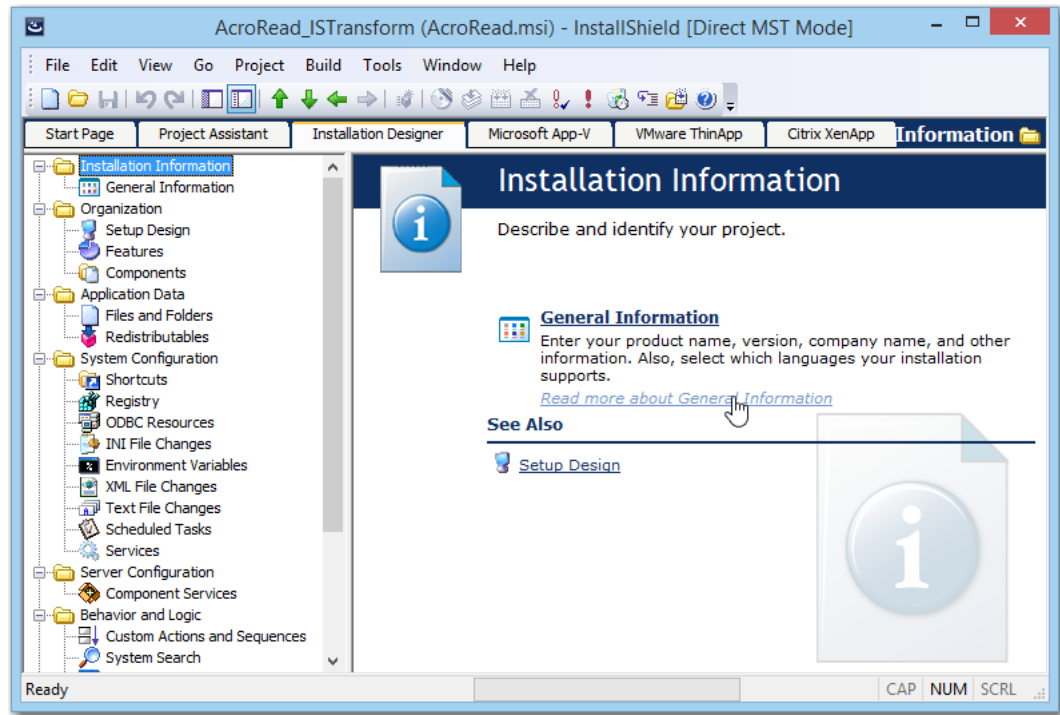 AcroRead_ISTransform (AcroRead.msi) - InstallShield [Direct MST Mode]
File Edit View Go Project Build Tools Window Help
Start Page Project Assistant Installation Designer Microsoft App-V VMware ThinApp Citrix XenApp Information
Installation Information
General Information
Organization
Setup Design
Features
Components
Application Data
Files and Folders
Redistributables
System Configuration
Shortcuts
Registry
ODBC Resources
INI File Changes
Environment Variables
XML File Changes
Text File Changes
Scheduled Tasks
Services
Server Configuration
Component Services
Behavior and Logic
Custom Actions and Sequences
System Search
Installation Information
Describe and identify your project.
General Information
Enter your product name, version, company name, and other
information. Also, select which languages your installation
supports.
Read more about General Information
See Also
Setup Design
Ready CAP NUM SCRL